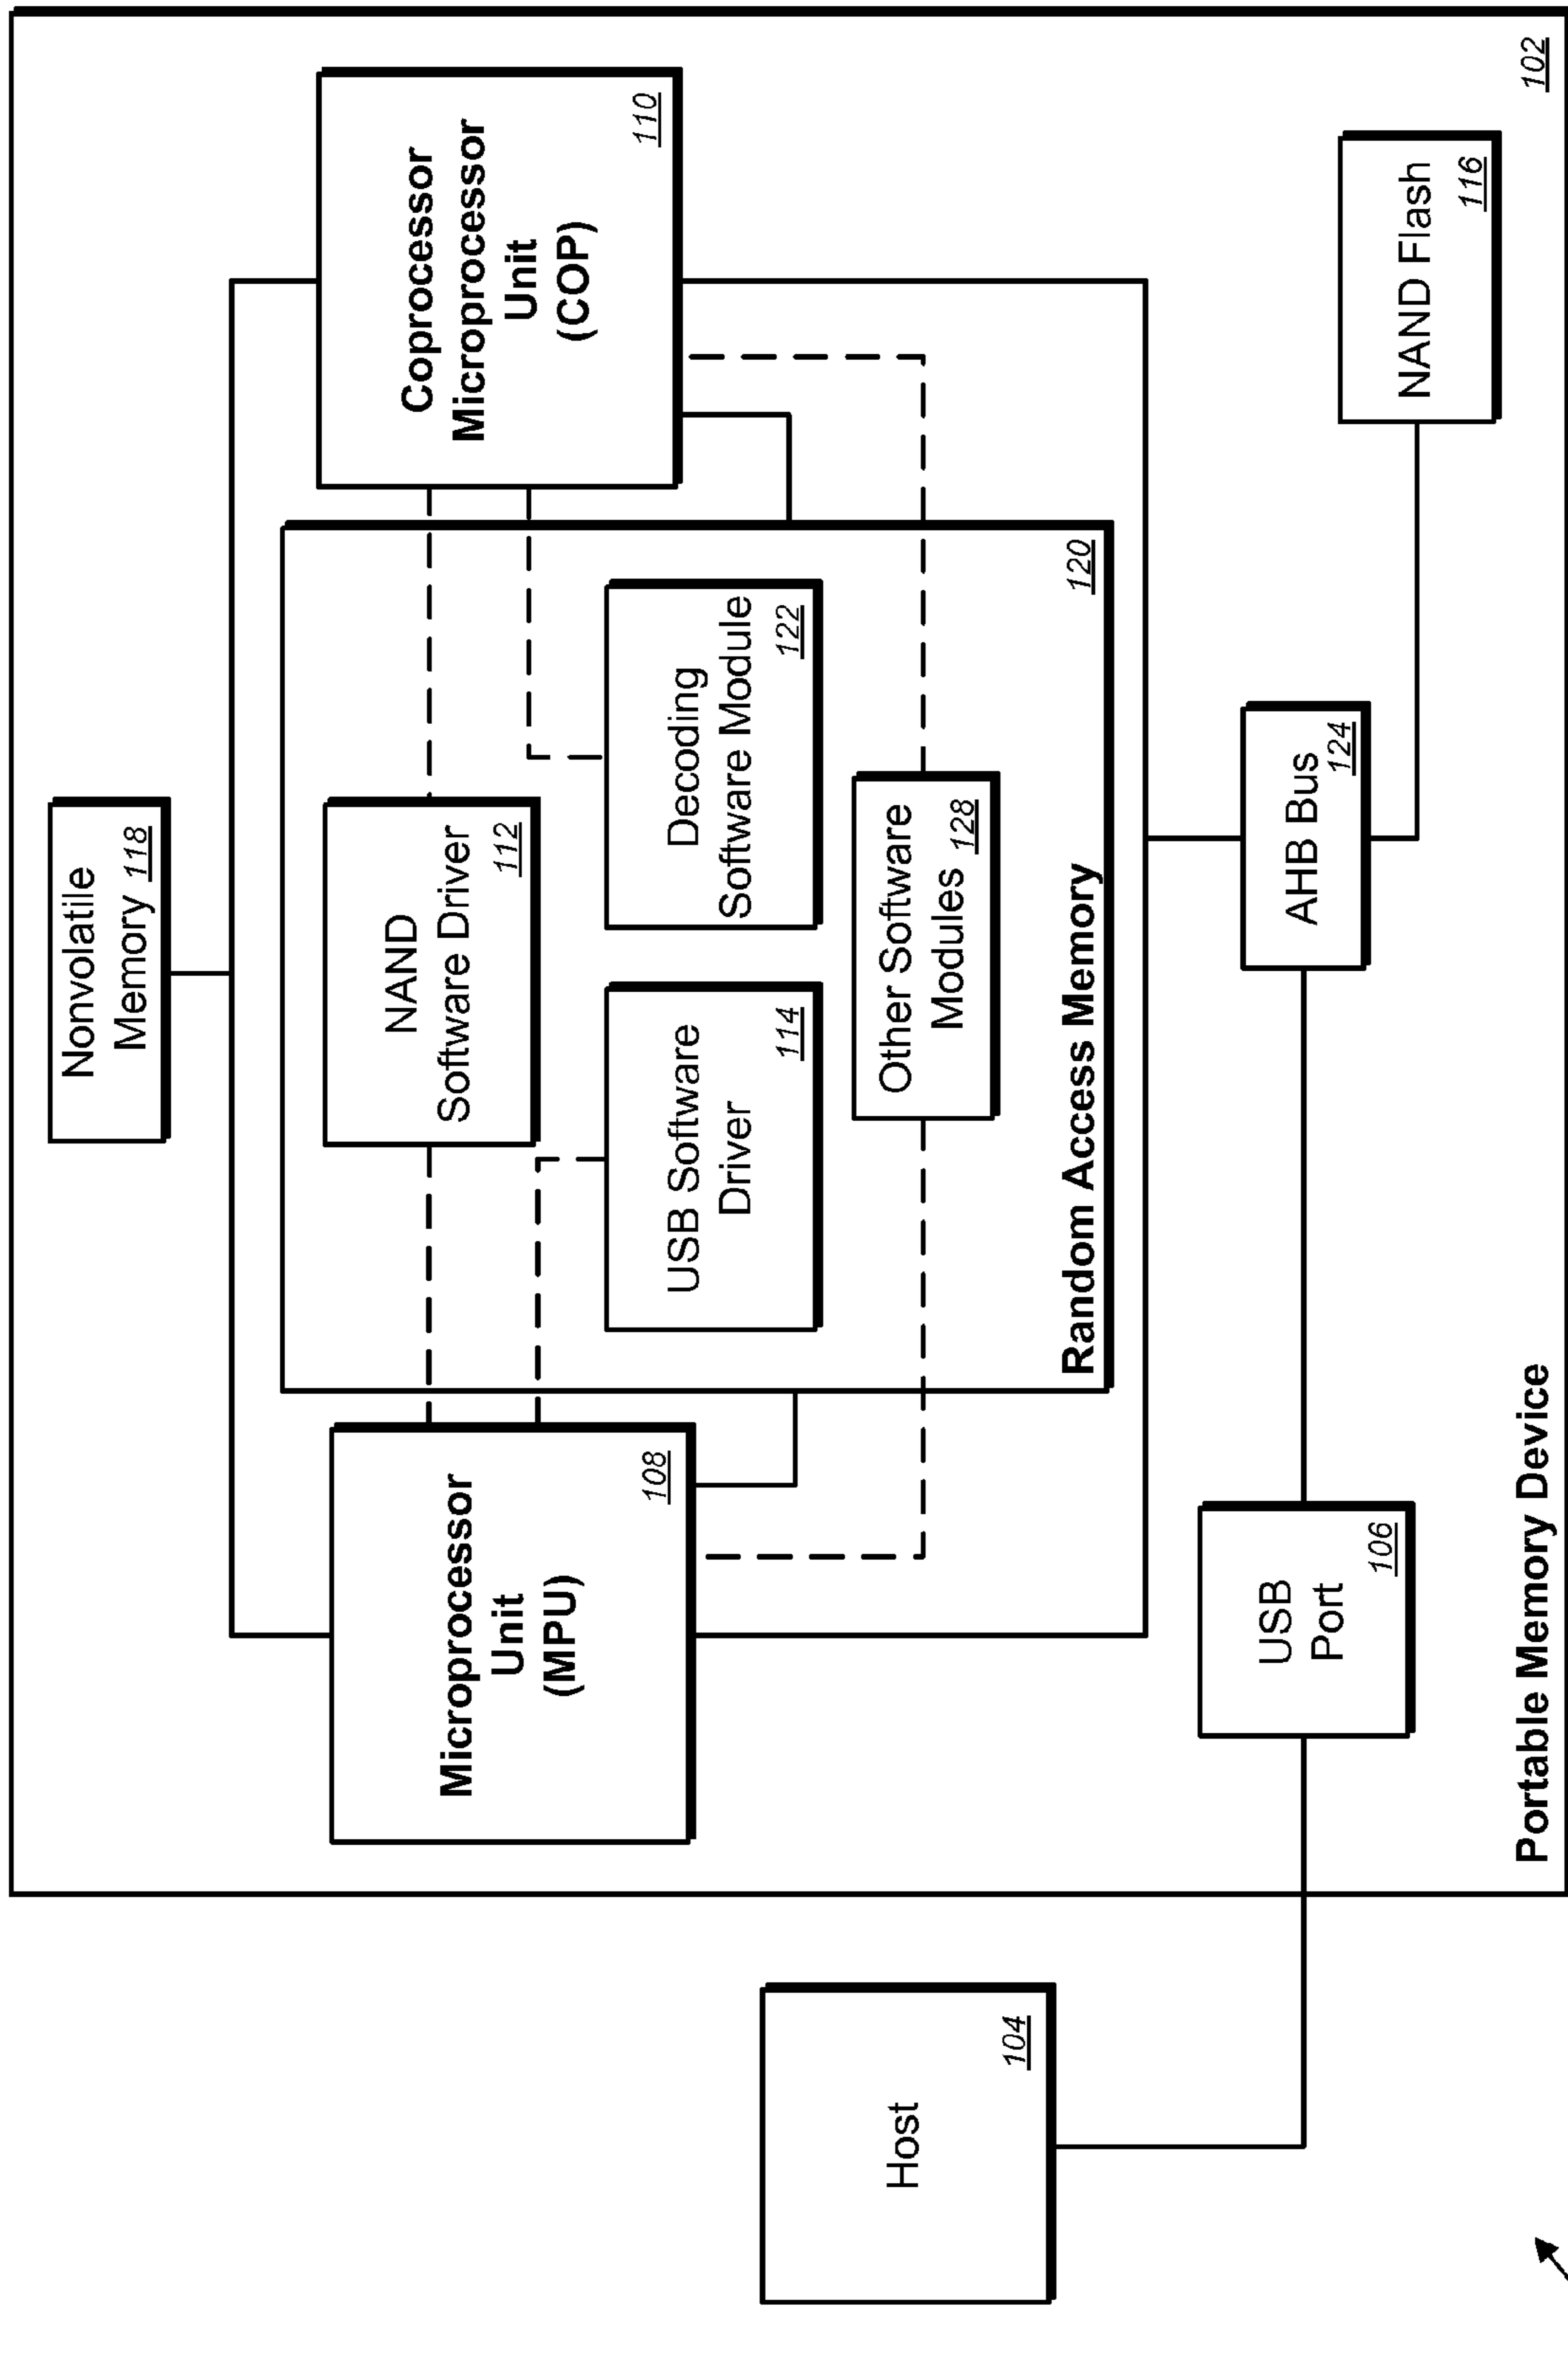 Nonvolatile
Memory 118
Microprocessor
Unit
(MPU)
108
NAND
Software Driver
112
Coprocessor
Microprocessor
Unit
(COP)
110
USB Software
Driver
114
Decoding
Software Module
122
Other Software
Modules 128
Random Access Memory
120
Host
104
USB
Port
106
AHB Bus
124
NAND Flash
116
Portable Memory Device
102